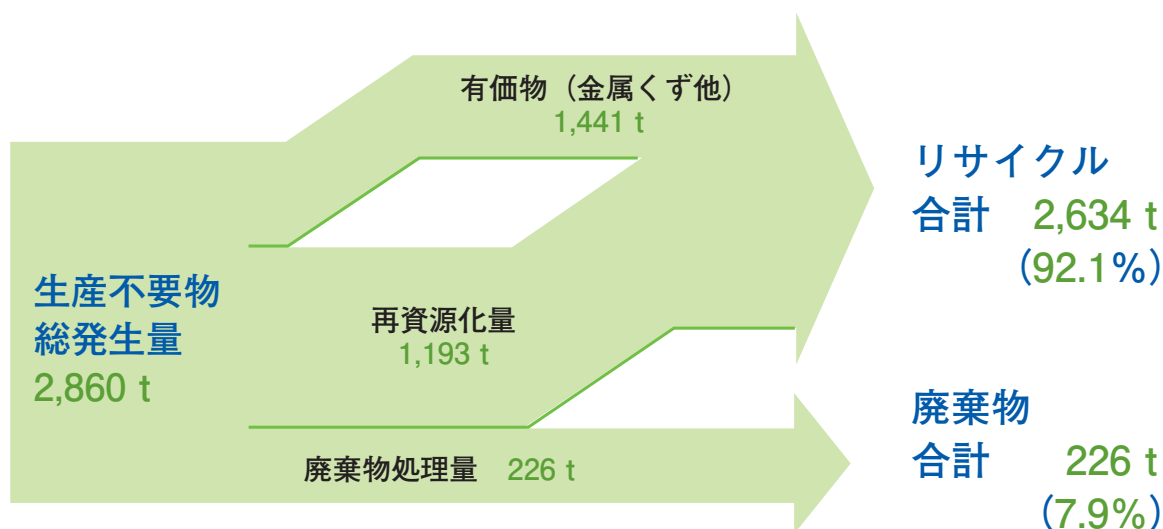 有価物（金属くず他）
1,441 t
リサイクル
合計　2,634 t
（92.1%）
生産不要物
総発生量
2,860 t
再資源化量
1,193 t
廃棄物処理量　226 t
廃棄物
合計　226 t
（7.9%）